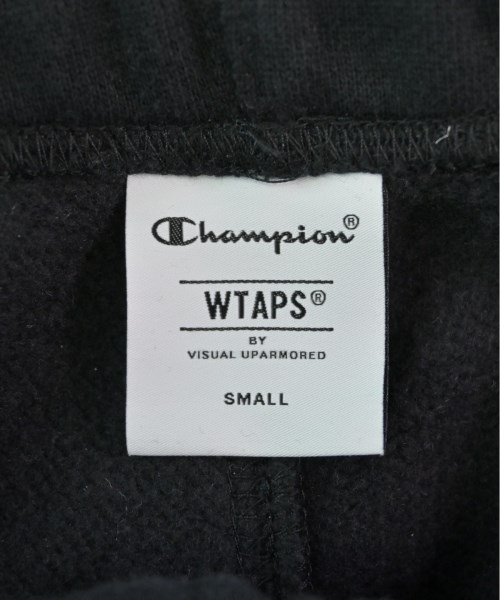 Champion®
WTAPS®
BY
VISUAL UPARMORED
SMALL